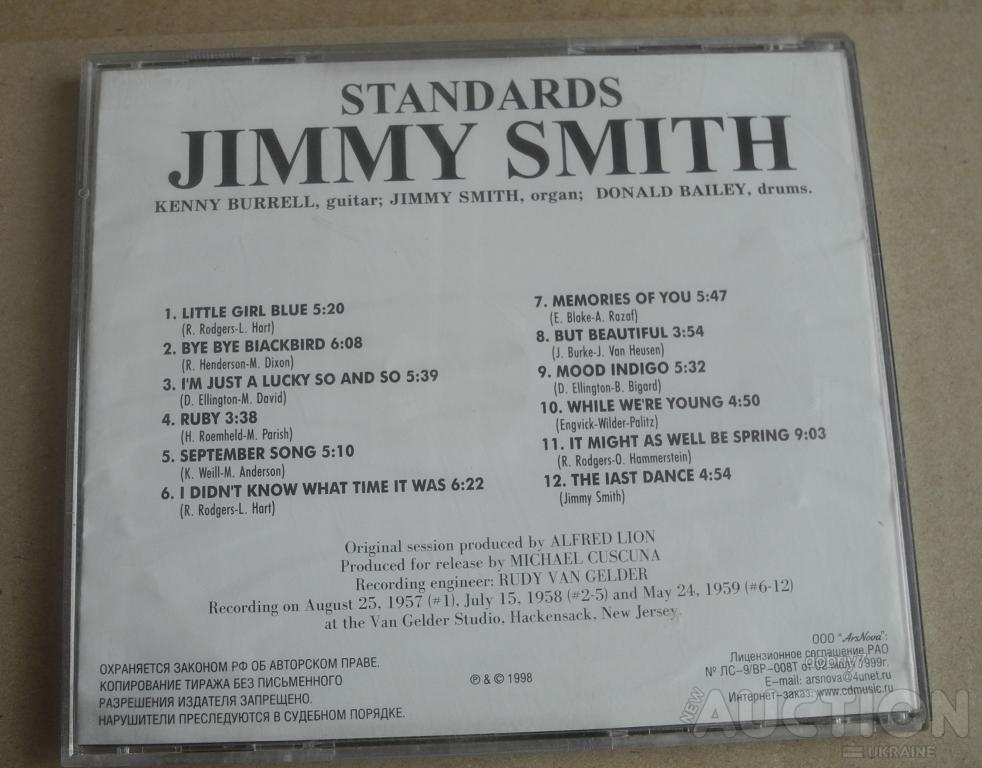 STANDARDS
JIMMY SMITH
KENNY BURRELL, guitar; JIMMY SMITH, organ; DONALD BAILEY, drums.
1. LITTLE GIRL BLUE 5:20
(R. Rodgers-L. Hart)
2. BYE BYE BIACKBIRD 6:08
(R. Henderson-M. Dixon)
3. I'M JUST A LUCKY SO AND SO 5:39
(D. Ellington-M. David)
4. RUBY 3:38
(H. Roemheld-M. Parish)
5. SEPTEMBER SONG 5:10
(K. Weill-M. Anderson)
6. I DIDN'T KNOW WHAT TIME IT WAS 6:22
(R. Rodgers-L. Hart)
7. MEMORIES OF YOU 5:47
(E. Blake-A. Razaf)
8. BUT BEAUTIFUL 3:54
(J. Burke-J. Van Heusen)
9. MOOD INDIGO 5:32
(D. Ellington-B. Bigard)
10. WHILE WE'RE YOUNG 4:50
(Engvick-Wilder-Palitz)
11. IT MIGHT AS WELL BE SPRING 9:03
(R. Rodgers-O. Hammerstein)
12. THE IAST DANCE 4:54
(Jimmy Smith)
Original session produced by ALFRED LION
Produced for release by MICHAEL CUSCUNA
Recording engineer: RUDY VAN GELDER
Recording on August 25, 1957 (#1), July 15, 1958 (#2-5) and May 24, 1959 (#6-12)
at the Van Gelder Studio, Hackensack, New Jersey.
ОХРАНЯЕТСЯ ЗАКОНОМ РФ ОБ АВТОРСКОМ ПРАВЕ.
КОПИРОВАНИЕ ТИРАЖА БЕЗ ПИСЬМЕННОГО
РАЗРЕШЕНИЯ ИЗДАТЕЛЯ ЗАПРЕЩЕНО.
НАРУШИТЕЛИ ПРЕСЛЕДУЮТСЯ В СУДЕБНОМ ПОРЯДКЕ.
℗ & © 1998
ООО "ArsNova":
Лицензионное соглашение РАО
№ ЛС-9/ВР-008Т от 1999г.
E-mail: arsnova@4unet.ru
Интернет-заказ: www.cdmusic.ru
NEW AUCTION
UKRAINE